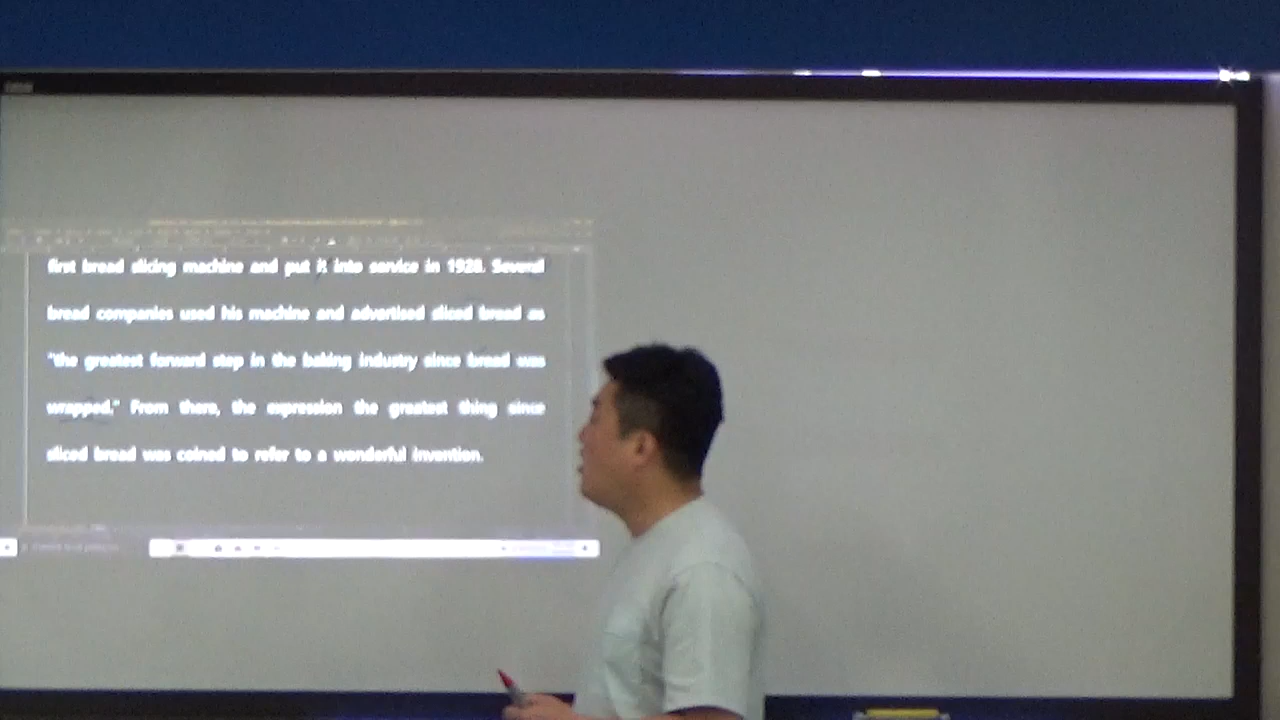 first bread slicing machine and put it into service in 1928. Several
bread companies used his machine and advertised sliced bread as
"the greatest forward step in the baking industry since bread was
wrapped." From there, the expression the greatest thing since
sliced bread was coined to refer to a wonderful invention.